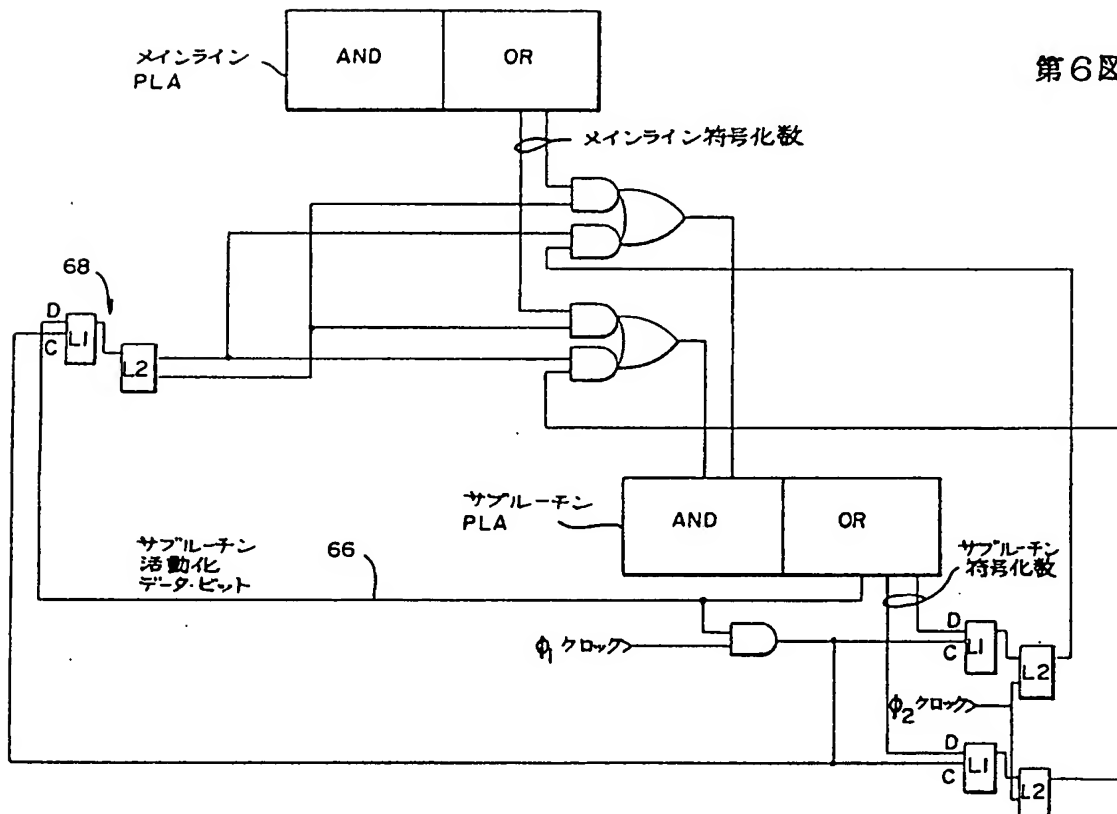 第6図
メインライン
PLA
AND
OR
メインライン符号化数
68
D
C
L1
L2
サブルーチン
PLA
AND
OR
サブルーチン
活動化
データ・ビット
66
サブルーチン
符号化数
φ1 クロック
D
C
L1
L2
φ2 クロック
D
C
L1
L2